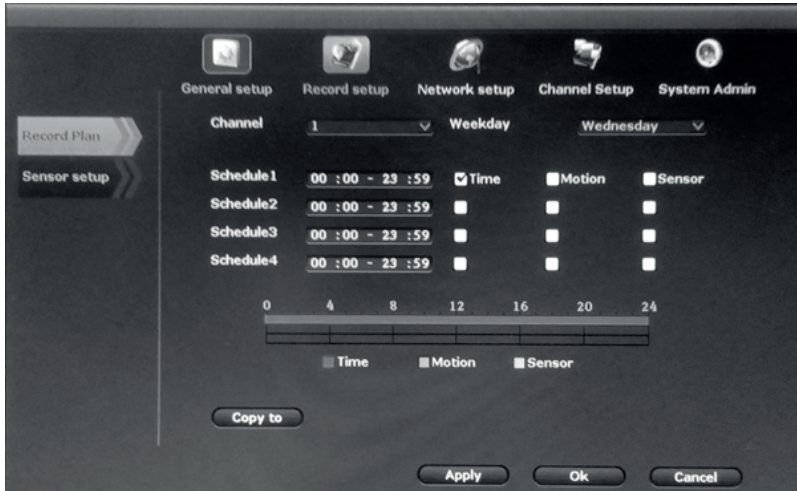 General setup Record setup Network setup Channel Setup System Admin
Record Plan
Sensor setup
Channel 1 Weekday Wednesday
Schedule1 00 :00 - 23 :59 Time Motion Sensor
Schedule2 00 :00 - 23 :59
Schedule3 00 :00 - 23 :59
Schedule4 00 :00 - 23 :59
0 4 8 12 16 20 24
Time Motion Sensor
Copy to
Apply Ok Cancel